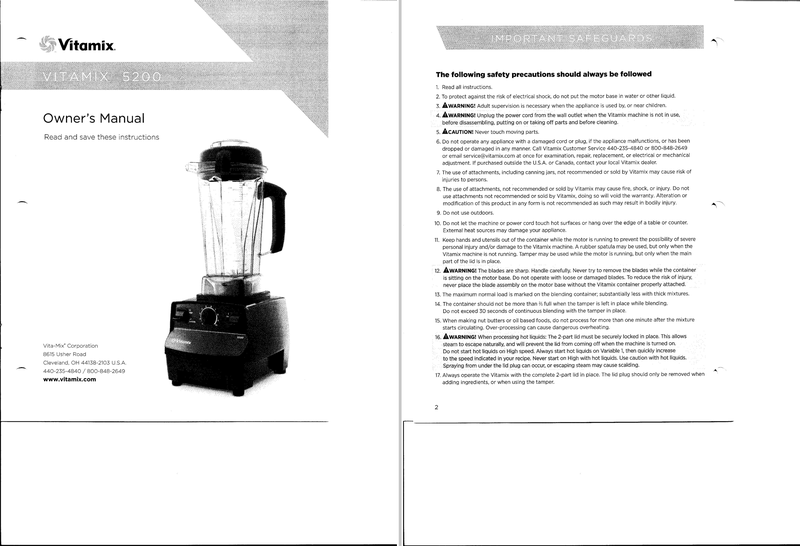 Vitamix.
VITAMIX 5200
Owner's Manual
Read and save these instructions
Vita-Mix® Corporation
8615 Usher Road
Cleveland, OH 44138-2103 U.S.A.
440-235-4840 / 800-848-2649
www.vitamix.com
IMPORTANT SAFEGUARDS
The following safety precautions should always be followed
1. Read all instructions.
2. To protect against the risk of electrical shock, do not put the motor base in water or other liquid.
3. ⚠WARNING! Adult supervision is necessary when the appliance is used by, or near children.
4. ⚠WARNING! Unplug the power cord from the wall outlet when the Vitamix machine is not in use,
before disassembling, putting on or taking off parts and before cleaning.
5. ⚠CAUTION! Never touch moving parts.
6. Do not operate any appliance with a damaged cord or plug, if the appliance malfunctions, or has been
dropped or damaged in any manner. Call Vitamix Customer Service 440-235-4840 or 800-848-2649
or email service@vitamix.com at once for examination, repair, replacement, or electrical or mechanical
adjustment. If purchased outside the U.S.A. or Canada, contact your local Vitamix dealer.
7. The use of attachments, including canning jars, not recommended or sold by Vitamix may cause risk of
injuries to persons.
8. The use of attachments, not recommended or sold by Vitamix may cause fire, shock, or injury. Do not
use attachments not recommended or sold by Vitamix, doing so will void the warranty. Alteration or
modification of this product in any form is not recommended as such may result in bodily injury.
9. Do not use outdoors.
10. Do not let the machine or power cord touch hot surfaces or hang over the edge of a table or counter.
External heat sources may damage your appliance.
11. Keep hands and utensils out of the container while the motor is running to prevent the possibility of severe
personal injury and/or damage to the Vitamix machine. A rubber spatula may be used, but only when the
Vitamix machine is not running, Tamper may be used while the motor is running, but only when the main
part of the lid is in place.
12. ⚠WARNING! The blades are sharp. Handle carefully. Never try to remove the blades while the container
is sitting on the motor base. Do not operate with loose or damaged blades. To reduce the risk of injury,
never place the blade assembly on the motor base without the Vitamix container properly attached.
13. The maximum normal load is marked on the blending container; substantially less with thick mixtures.
14. The container should not be more than ⅔ full when the tamper is left in place while blending.
Do not exceed 30 seconds of continuous blending with the tamper in place.
15. When making nut butters or oil based foods, do not process for more than one minute after the mixture
starts circulating. Over-processing can cause dangerous overheating.
16. ⚠WARNING! When processing hot liquids: The 2-part lid must be securely locked in place. This allows
steam to escape naturally, and will prevent the lid from coming off when the machine is turned on.
Do not start hot liquids on High speed. Always start hot liquids on Variable 1, then quickly increase
to the speed indicated in your recipe. Never start on High with hot liquids. Use caution with hot liquids.
Spraying from under the lid plug can occur, or escaping steam may cause scalding.
17. Always operate the Vitamix with the complete 2-part lid in place. The lid plug should only be removed when
adding ingredients, or when using the tamper.
2